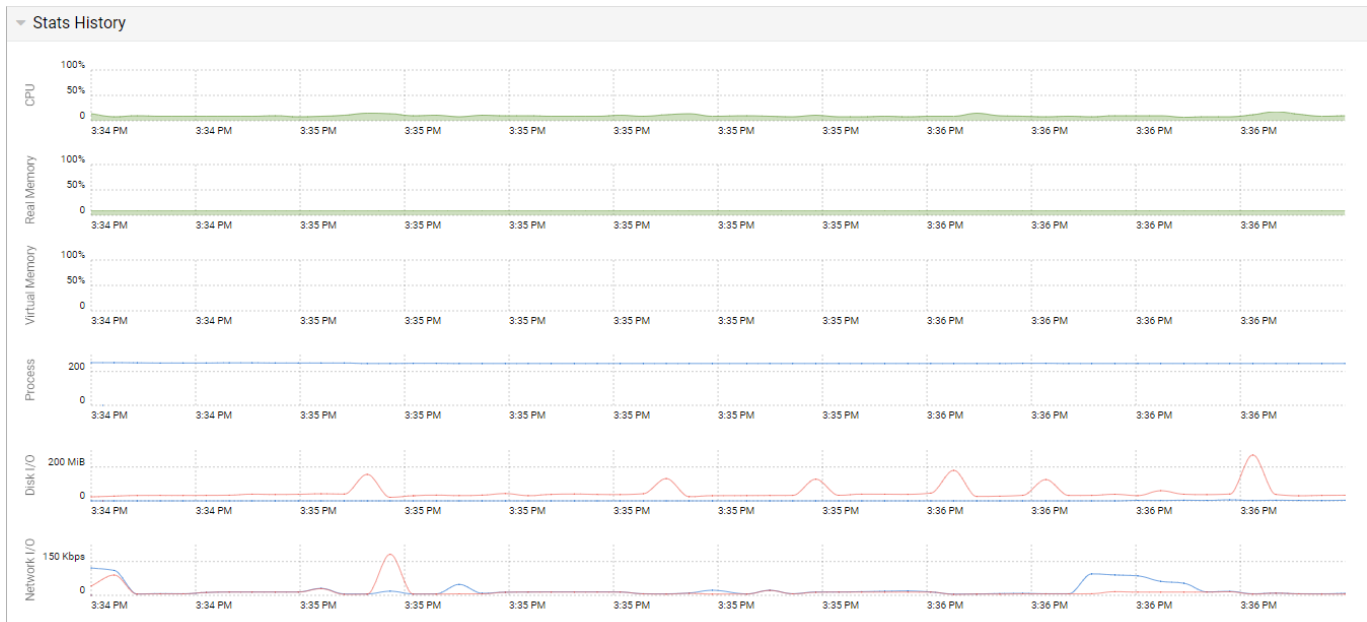 Stats History
CPU
100%
50%
0
3:34 PM 3:34 PM 3:35 PM 3:35 PM 3:35 PM 3:35 PM 3:35 PM 3:35 PM 3:36 PM 3:36 PM 3:36 PM 3:36 PM
Real Memory
100%
50%
0
3:34 PM 3:34 PM 3:35 PM 3:35 PM 3:35 PM 3:35 PM 3:35 PM 3:35 PM 3:36 PM 3:36 PM 3:36 PM 3:36 PM
Virtual Memory
100%
50%
0
3:34 PM 3:34 PM 3:35 PM 3:35 PM 3:35 PM 3:35 PM 3:35 PM 3:35 PM 3:36 PM 3:36 PM 3:36 PM 3:36 PM
Process
200
0
3:34 PM 3:34 PM 3:35 PM 3:35 PM 3:35 PM 3:35 PM 3:35 PM 3:35 PM 3:36 PM 3:36 PM 3:36 PM 3:36 PM
Disk I/O
200 MiB
0
3:34 PM 3:34 PM 3:35 PM 3:35 PM 3:35 PM 3:35 PM 3:35 PM 3:35 PM 3:36 PM 3:36 PM 3:36 PM 3:36 PM
Network I/O
150 Kbps
0
3:34 PM 3:34 PM 3:35 PM 3:35 PM 3:35 PM 3:35 PM 3:35 PM 3:35 PM 3:36 PM 3:36 PM 3:36 PM 3:36 PM